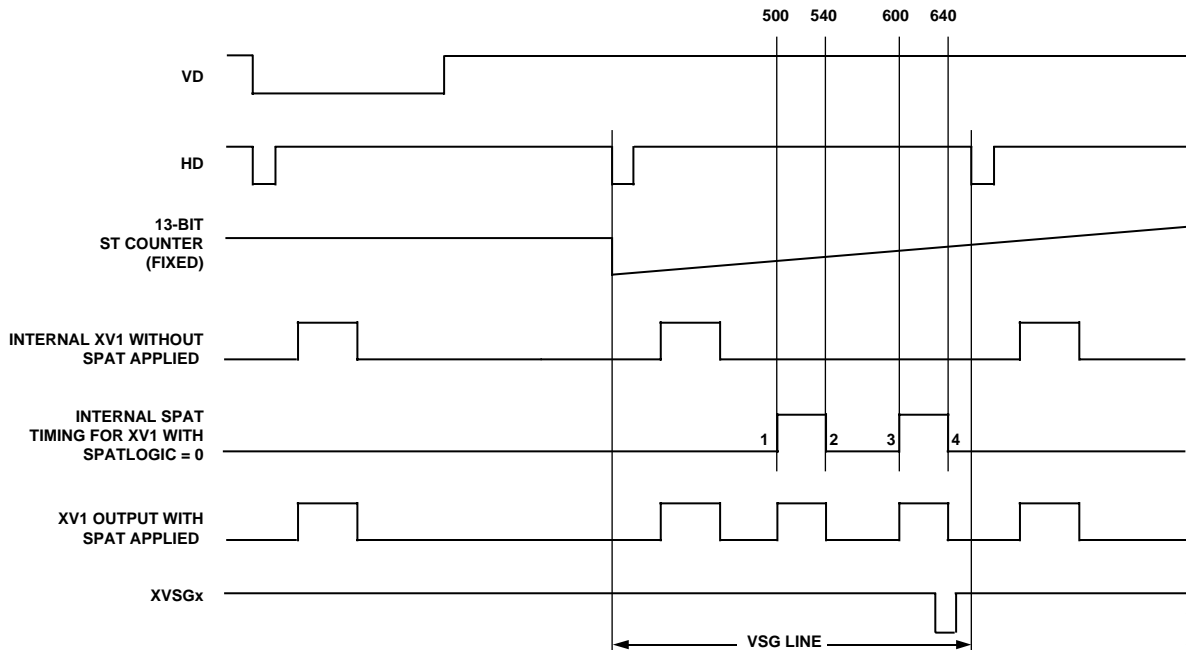 500 540 600 640
VD
HD
13-BIT
ST COUNTER
(FIXED)
INTERNAL XV1 WITHOUT
SPAT APPLIED
INTERNAL SPAT
TIMING FOR XV1 WITH
SPATLOGIC = 0
1 2 3 4
XV1 OUTPUT WITH
SPAT APPLIED
XVSGx
VSG LINE